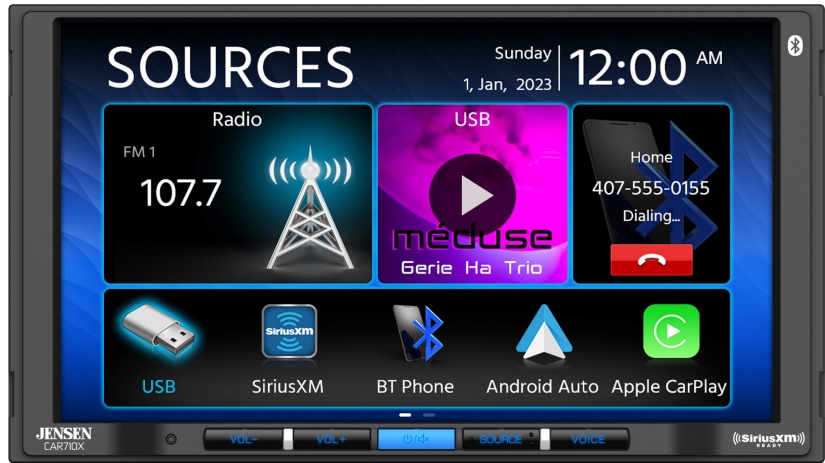 SOURCES
Sunday
1, Jan, 2023
12:00 AM
Radio
FM 1
107.7
USB
méduse
Gerie Ha Trio
Home
407-555-0155
Dialing...
USB
SiriusXM
SiriusXM
BT Phone
Android Auto
Apple CarPlay
JENSEN
CAR710X
VOL-
VOL+
SOURCE
VOICE
((SiriusXM))
READY